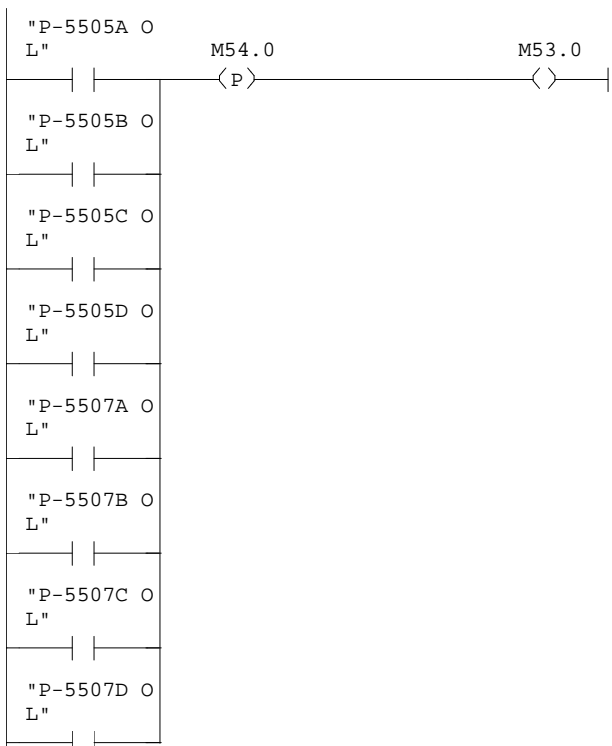 "P-5505A O
L"
M54.0
M53.0
P
"P-5505B O
L"
"P-5505C O
L"
"P-5505D O
L"
"P-5507A O
L"
"P-5507B O
L"
"P-5507C O
L"
"P-5507D O
L"